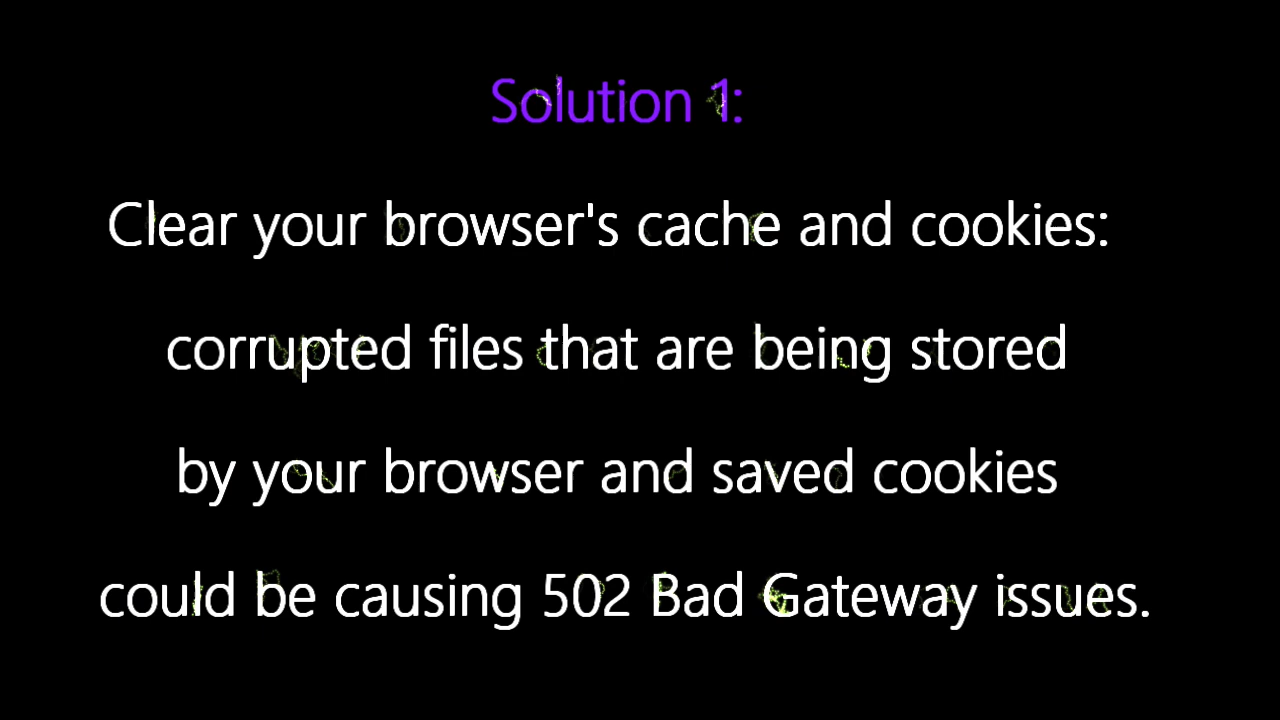 Solution 1:
Clear your browser's cache and cookies:
corrupted files that are being stored
by your browser and saved cookies
could be causing 502 Bad Gateway issues.